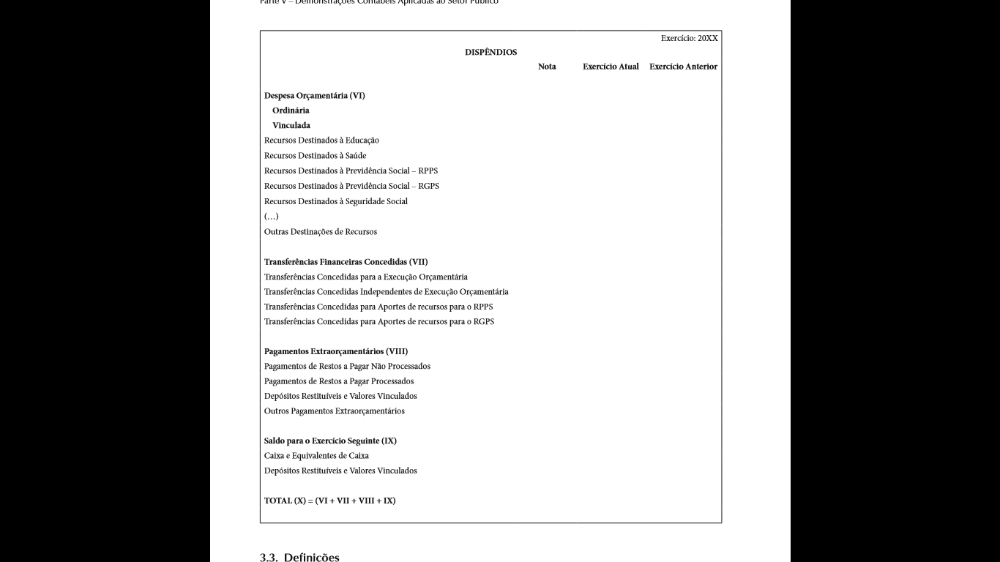 Parte V – Demonstrações Contábeis Aplicadas ao Setor Público
Exercício: 20XX
DISPÊNDIOS
Nota Exercício Atual Exercício Anterior
Despesa Orçamentária (VI)
Ordinária
Vinculada
Recursos Destinados à Educação
Recursos Destinados à Saúde
Recursos Destinados à Previdência Social – RPPS
Recursos Destinados à Previdência Social – RGPS
Recursos Destinados à Seguridade Social
(…)
Outras Destinações de Recursos
Transferências Financeiras Concedidas (VII)
Transferências Concedidas para a Execução Orçamentária
Transferências Concedidas Independentes de Execução Orçamentária
Transferências Concedidas para Aportes de recursos para o RPPS
Transferências Concedidas para Aportes de recursos para o RGPS
Pagamentos Extraorçamentários (VIII)
Pagamentos de Restos a Pagar Não Processados
Pagamentos de Restos a Pagar Processados
Depósitos Restituíveis e Valores Vinculados
Outros Pagamentos Extraorçamentários
Saldo para o Exercício Seguinte (IX)
Caixa e Equivalentes de Caixa
Depósitos Restituíveis e Valores Vinculados
TOTAL (X) = (VI + VII + VIII + IX)
3.3. Definições